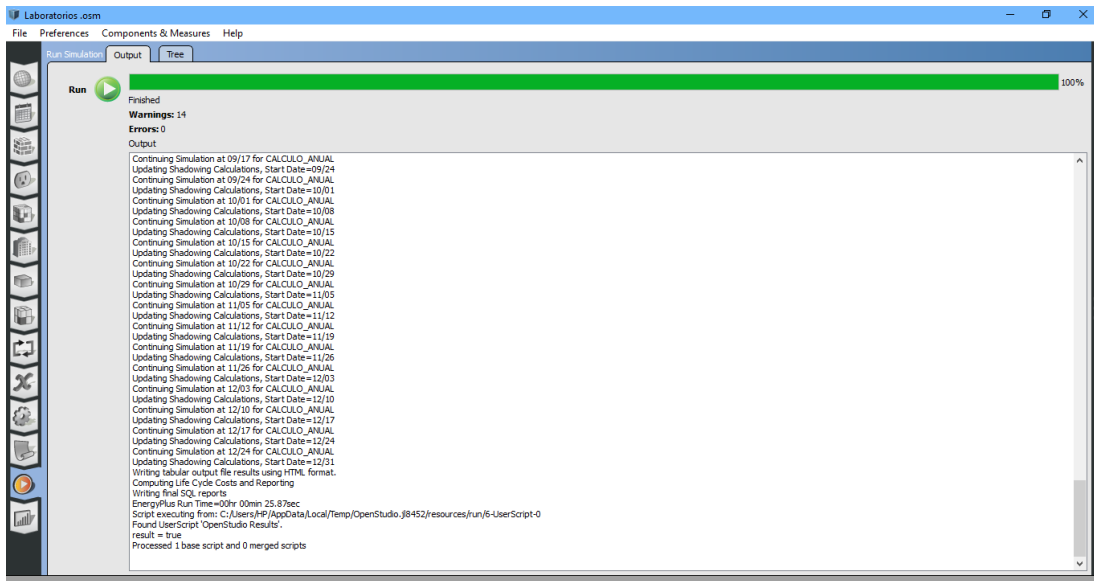 Laboratorios .osm
File Preferences Components & Measures Help
Run Simulation Output Tree
Run 100%
Finished
Warnings: 14
Errors: 0
Output
Continuing Simulation at 09/17 for CALCULO_ANUAL
Updating Shadowing Calculations, Start Date=09/24
Continuing Simulation at 09/24 for CALCULO_ANUAL
Updating Shadowing Calculations, Start Date=10/01
Continuing Simulation at 10/01 for CALCULO_ANUAL
Updating Shadowing Calculations, Start Date=10/08
Continuing Simulation at 10/08 for CALCULO_ANUAL
Updating Shadowing Calculations, Start Date=10/15
Continuing Simulation at 10/15 for CALCULO_ANUAL
Updating Shadowing Calculations, Start Date=10/22
Continuing Simulation at 10/22 for CALCULO_ANUAL
Updating Shadowing Calculations, Start Date=10/29
Continuing Simulation at 10/29 for CALCULO_ANUAL
Updating Shadowing Calculations, Start Date=11/05
Continuing Simulation at 11/05 for CALCULO_ANUAL
Updating Shadowing Calculations, Start Date=11/12
Continuing Simulation at 11/12 for CALCULO_ANUAL
Updating Shadowing Calculations, Start Date=11/19
Continuing Simulation at 11/19 for CALCULO_ANUAL
Updating Shadowing Calculations, Start Date=11/26
Continuing Simulation at 11/26 for CALCULO_ANUAL
Updating Shadowing Calculations, Start Date=12/03
Continuing Simulation at 12/03 for CALCULO_ANUAL
Updating Shadowing Calculations, Start Date=12/10
Continuing Simulation at 12/10 for CALCULO_ANUAL
Updating Shadowing Calculations, Start Date=12/17
Continuing Simulation at 12/17 for CALCULO_ANUAL
Updating Shadowing Calculations, Start Date=12/24
Continuing Simulation at 12/24 for CALCULO_ANUAL
Updating Shadowing Calculations, Start Date=12/31
Writing tabular output file results using HTML format.
Computing Life Cycle Costs and Reporting
Writing final SQL reports
EnergyPlus Run Time=00hr 00min 25.87sec
Script executing from: C:/Users/HP/AppData/Local/Temp/OpenStudio.jl8452/resources/run/6-UserScript-0
Found UserScript 'OpenStudio Results'.
result = true
Processed 1 base script and 0 merged scripts